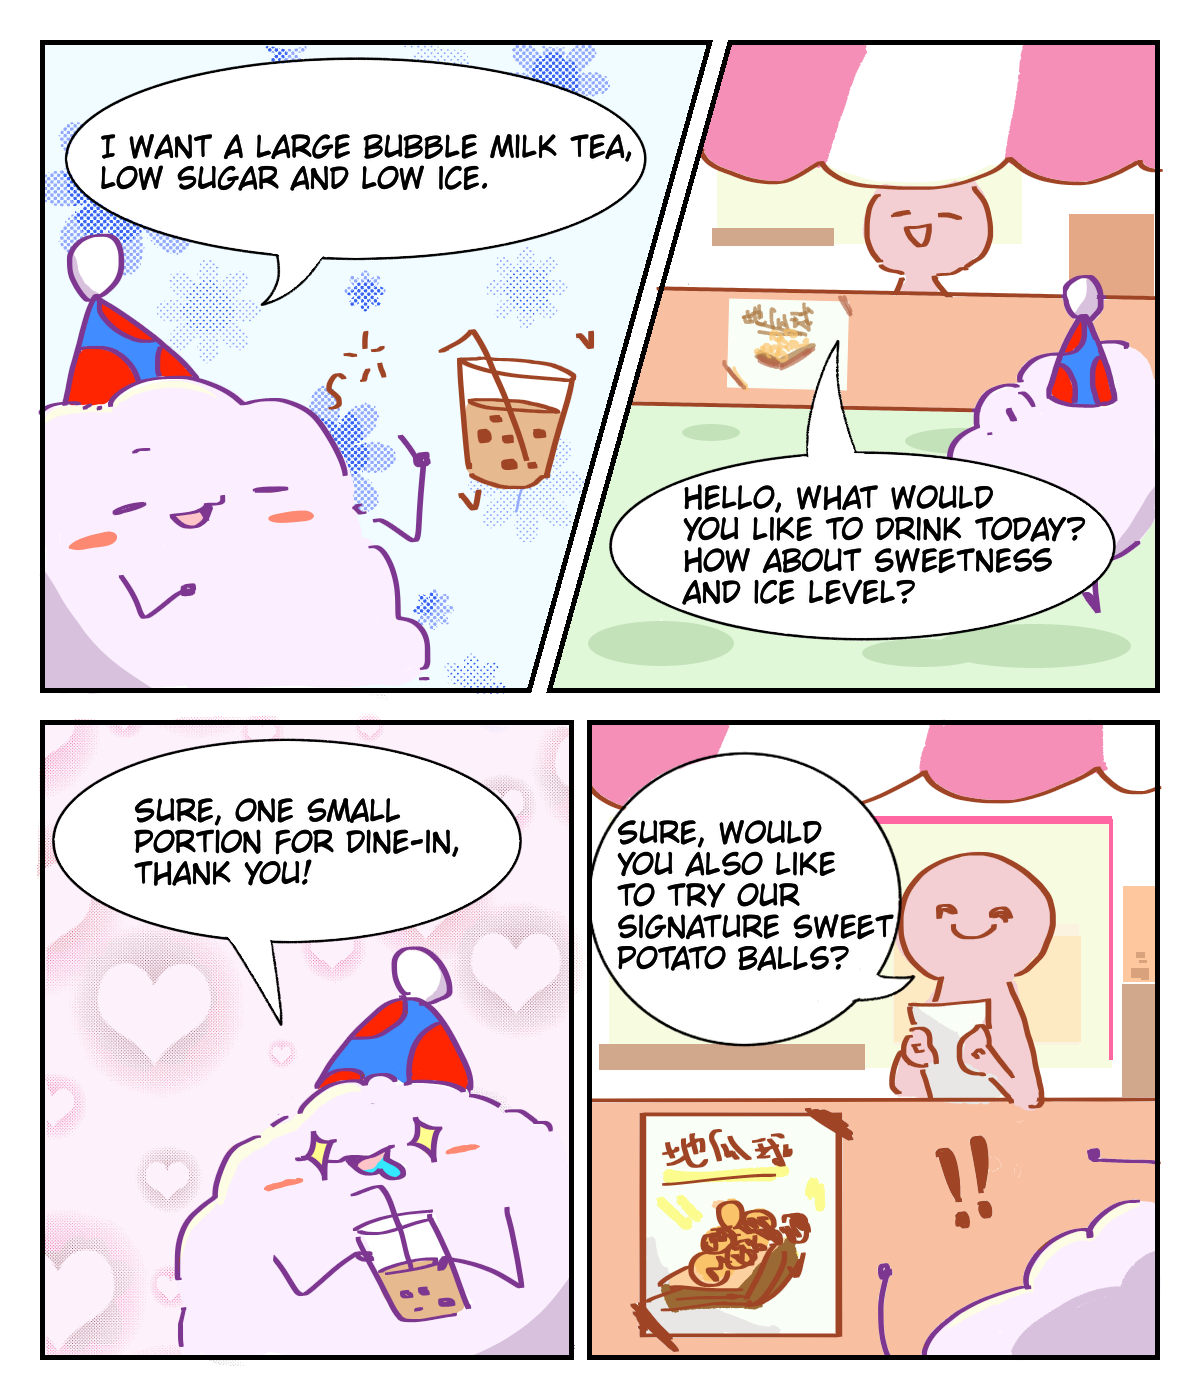 HELLO, WHAT WOULD
YOU LIKE TO DRINK TODAY?
HOW ABOUT SWEETNESS
AND ICE LEVEL?
I WANT A LARGE BUBBLE MILK TEA,
LOW SUGAR AND LOW ICE.
SURE, WOULD
YOU ALSO LIKE
TO TRY OUR
SIGNATURE SWEET
POTATO BALLS?
地瓜球
!!
SURE, ONE SMALL
PORTION FOR DINE-IN,
THANK YOU!